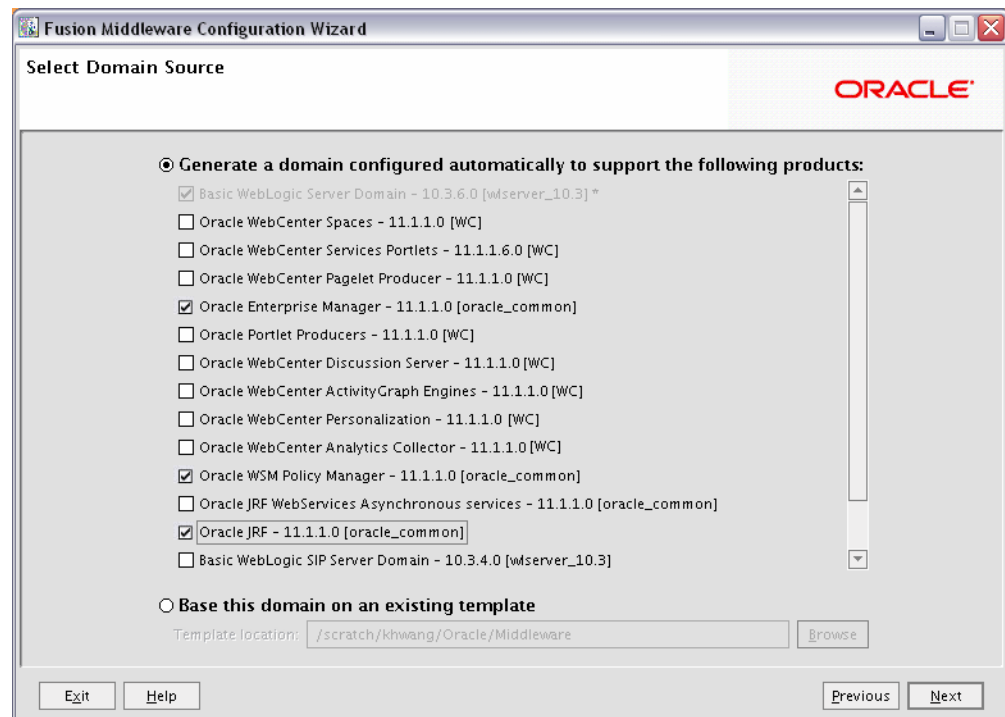 Fusion Middleware Configuration Wizard
Select Domain Source
ORACLE
Generate a domain configured automatically to support the following products:
Basic WebLogic Server Domain - 10.3.6.0 [wlserver_10.3] *
Oracle WebCenter Spaces - 11.1.1.0 [WC]
Oracle WebCenter Services Portlets - 11.1.1.6.0 [WC]
Oracle WebCenter Pagelet Producer - 11.1.1.0 [WC]
Oracle Enterprise Manager - 11.1.1.0 [oracle_common]
Oracle Portlet Producers - 11.1.1.0 [WC]
Oracle WebCenter Discussion Server - 11.1.1.0 [WC]
Oracle WebCenter ActivityGraph Engines - 11.1.1.0 [WC]
Oracle WebCenter Personalization - 11.1.1.0 [WC]
Oracle WebCenter Analytics Collector - 11.1.1.0 [WC]
Oracle WSM Policy Manager - 11.1.1.0 [oracle_common]
Oracle JRF WebServices Asynchronous services - 11.1.1.0 [oracle_common]
Oracle JRF - 11.1.1.0 [oracle_common]
Basic WebLogic SIP Server Domain - 10.3.4.0 [wlserver_10.3]
Base this domain on an existing template
Template location: /scratch/khwang/Oracle/Middleware Browse
Exit Help Previous Next